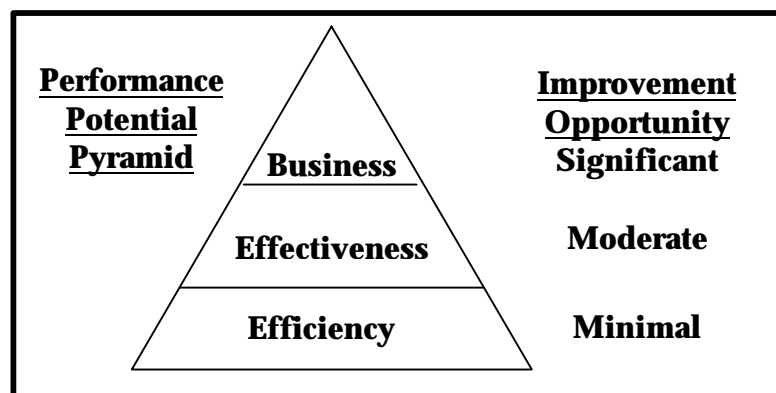 Performance
Potential
Pyramid
Improvement
Opportunity
Significant
Business
Effectiveness
Moderate
Efficiency
Minimal